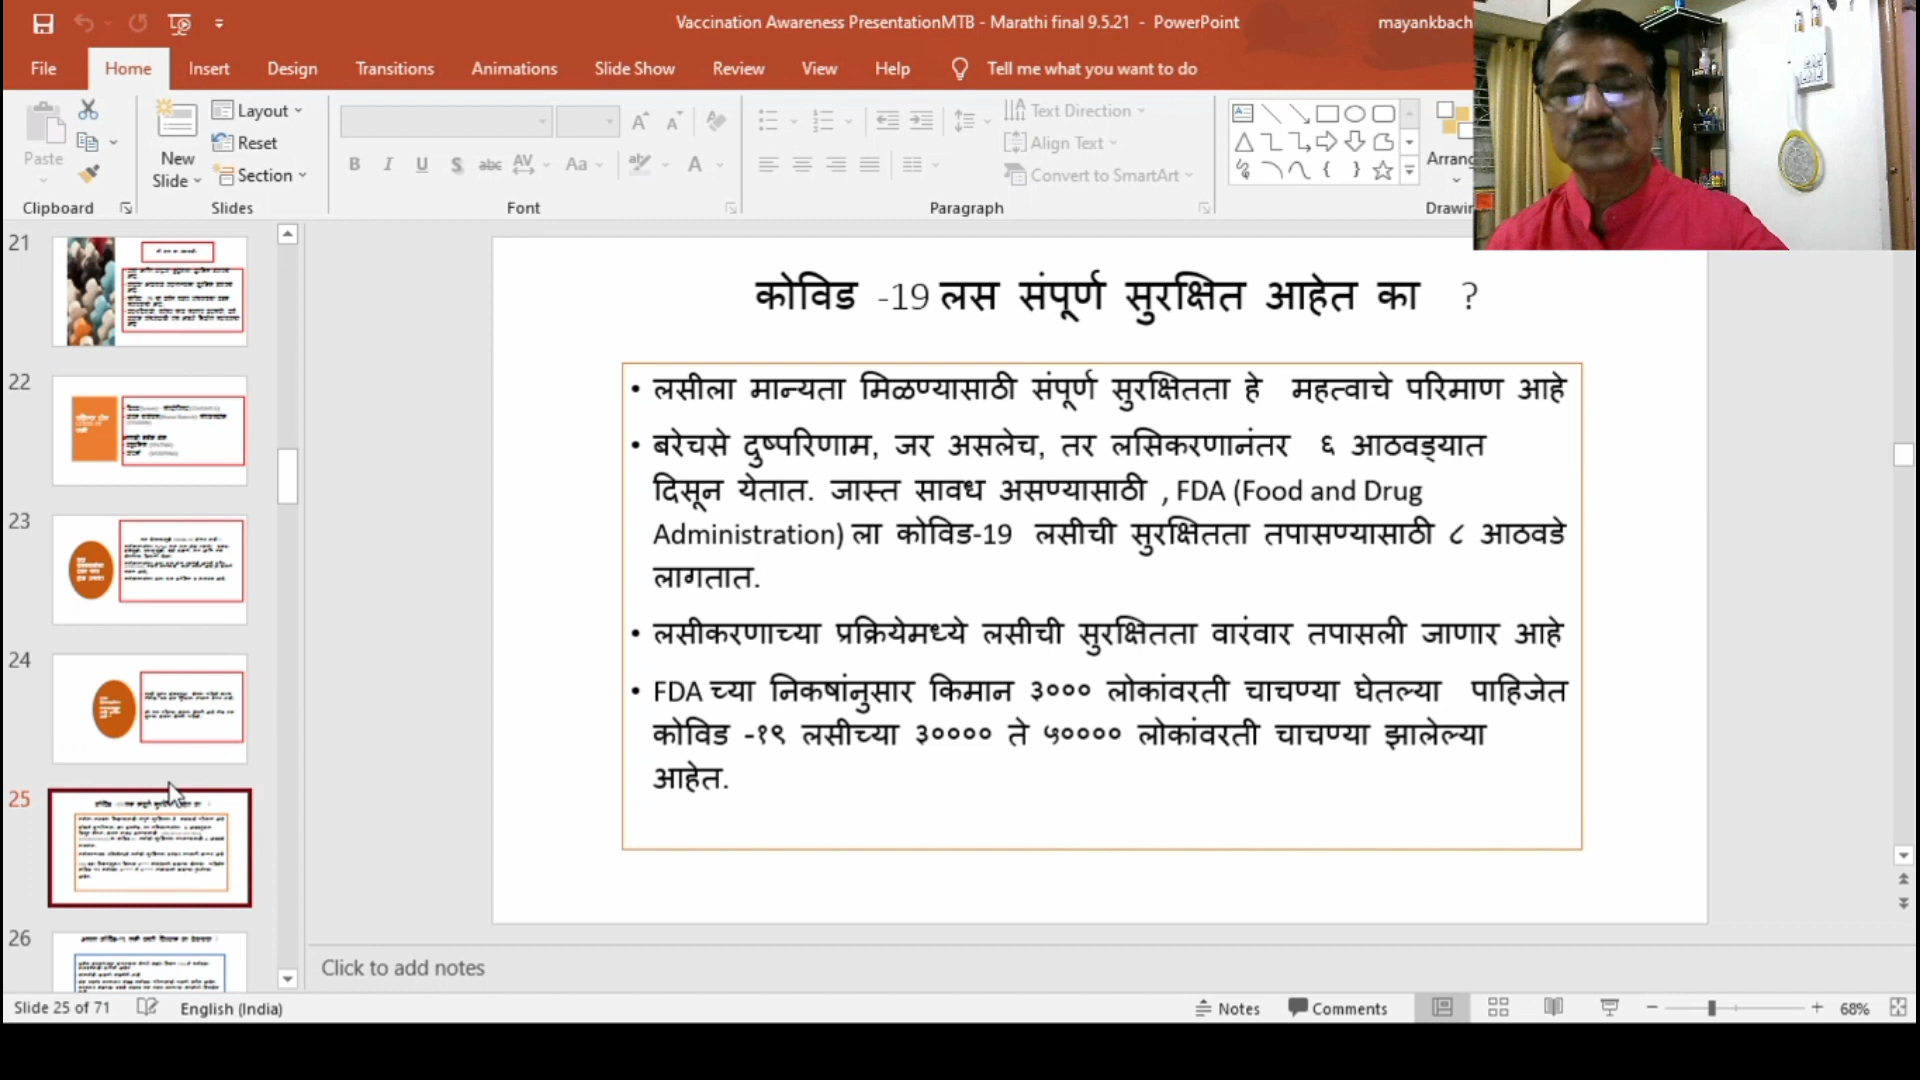 Vaccination Awareness PresentationMTB - Marathi final 9.5.21 - PowerPoint
mayankbach
File Home Insert Design Transitions Animations Slide Show Review View Help Tell me what you want to do
Paste
New Slide
Layout
Reset
Section
B I U S abc AV Aa A
Text Direction
Align Text
Convert to SmartArt
Arrang
Clipboard Slides Font Paragraph Drawin
21
22
23
24
25
26
कोविड -19 लस संपूर्ण सुरक्षित आहेत का ?
• लसीला मान्यता मिळण्यासाठी संपूर्ण सुरक्षितता हे महत्वाचे परिमाण आहे
• बरेचसे दुष्परिणाम, जर असलेच, तर लसिकरणानंतर ६ आठवड्यात
दिसून येतात. जास्त सावध असण्यासाठी , FDA (Food and Drug
Administration) ला कोविड-19 लसीची सुरक्षितता तपासण्यासाठी ८ आठवडे
लागतात.
• लसीकरणाच्या प्रक्रियेमध्ये लसीची सुरक्षितता वारंवार तपासली जाणार आहे
• FDA च्या निकषांनुसार किमान ३००० लोकांवरती चाचण्या घेतल्या पाहिजेत
कोविड -१९ लसीच्या ३०००० ते ५०००० लोकांवरती चाचण्या झालेल्या
आहेत.
Click to add notes
Slide 25 of 71 English (India) Notes Comments 68%